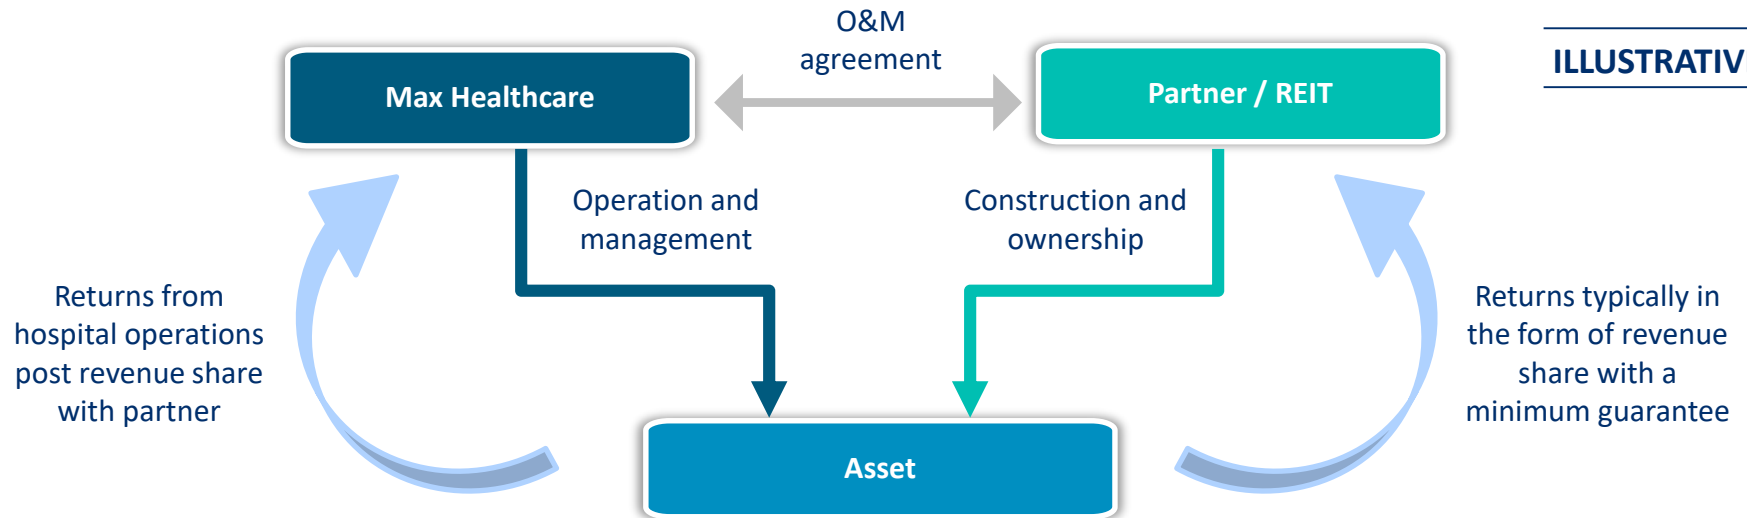 O&M
agreement
ILLUSTRATIV
Max Healthcare
Partner / REIT
Operation and
management
Construction and
ownership
Returns from
hospital operations
post revenue share
with partner
Returns typically in
the form of revenue
share with a
minimum guarantee
Asset